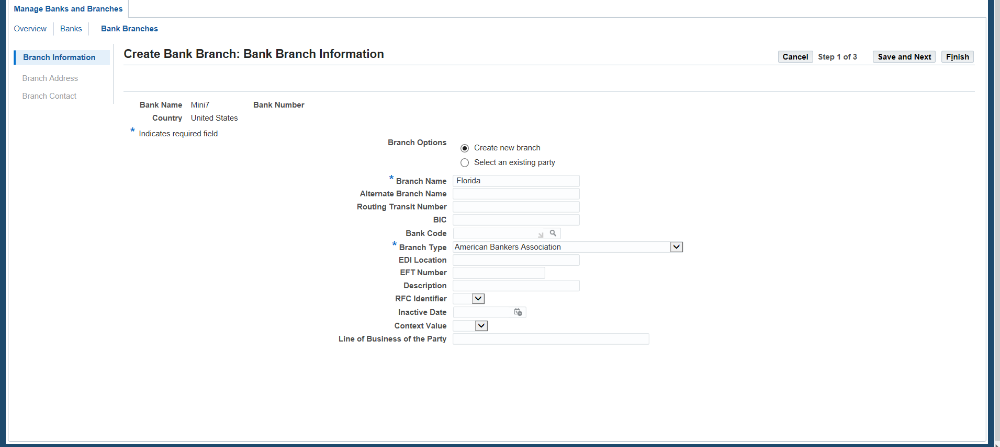 Manage Banks and Branches
Overview Banks Bank Branches
Branch Information
Branch Address
Branch Contact
Create Bank Branch: Bank Branch Information
Cancel Step 1 of 3 Save and Next Finish
Bank Name Mini7 Bank Number
Country United States
* Indicates required field
Branch Options
Create new branch
Select an existing party
* Branch Name Florida
Alternate Branch Name
Routing Transit Number
BIC
Bank Code
* Branch Type American Bankers Association
EDI Location
EFT Number
Description
RFC Identifier
Inactive Date
Context Value
Line of Business of the Party